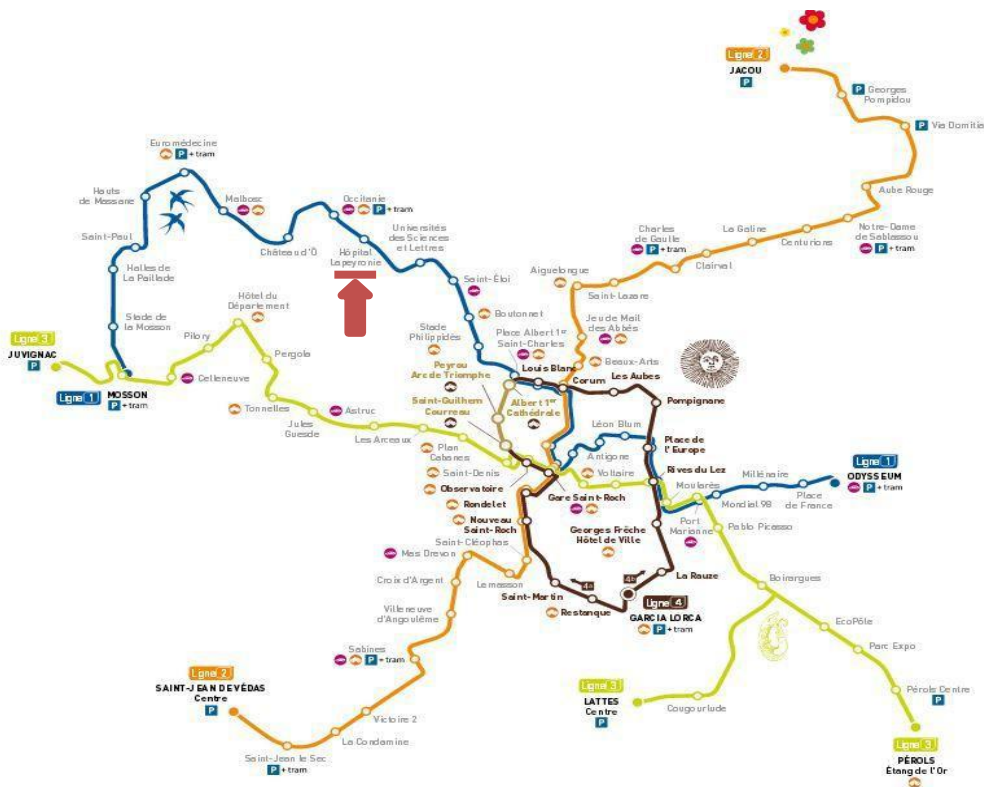 Ligne 2
JACOU
P
P Georges
Pompidou
P Via Domitia
Aube Rouge
Notre-Dame
de Sablassou
P + tram
Centurions
La Galine
Charles
de Gaulle
P + tram
Clairval
Saint-Lazare
Aiguelongue
Jeu de Mail
des Abbés
Beaux-Arts
Euromédecine
P + tram
Hauts
de Massane
Malbosc
Saint-Paul
Château d'Ô
Occitanie
P + tram
Hôpital
Lapeyronie
Universités
des Sciences
et Lettres
Saint-Éloi
Boutonnet
Halles de
La Paillade
Stade de
la Mosson
Hôtel du
Département
Stade
Philippidès
Place Albert 1er
Saint-Charles
Louis Blanc
Corum
Les Aubes
Pompignane
Ligne 3
JUVIGNAC
P
Pilory
Pergola
Celleneuve
Ligne 1
MOSSON
P + tram
Tonnelles
Jules
Guesde
Astruc
Les Arceaux
Peyrou
Arc de Triomphe
Albert 1er
Cathédrale
Saint-Guilhem
Courreau
Plan
Cabanes
Saint-Denis
Observatoire
Rondelet
Nouveau
Saint-Roch
Gare Saint-Roch
Léon Blum
Antigone
Place de
l'Europe
Voltaire
Rives du Lez
Moularès
Port
Marianne
Mondial 98
Millénaire
Place
de France
Ligne 1
ODYSSEUM
P + tram
Pablo Picasso
Georges Frêche
Hôtel de Ville
Saint-Cléophas
Mas Drevon
Lemasson
Croix d'Argent
Villeneuve
d'Angoulême
Saint-Martin
Restanque
4a
4b
La Rauze
Ligne 4
GARCIA LORCA
P + tram
Boirargues
EcoPôle
Parc Expo
Sabines
P + tram
Ligne 2
SAINT-JEAN DE VÉDAS
Centre
P
Victoire 2
La Condamine
Saint-Jean le Sec
P + tram
Ligne 3
LATTES
Centre
P
Cougourlude
Pérols Centre
P
Ligne 3
PÉROLS
Étang de l'Or